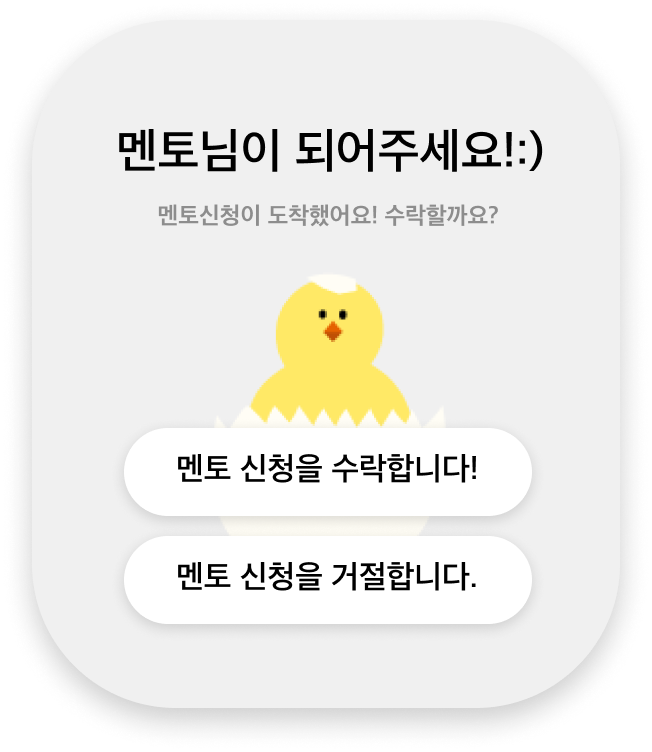 멘토님이 되어주세요!:)
멘토신청이 도착했어요! 수락할까요?
멘토 신청을 수락합니다!
멘토 신청을 거절합니다.